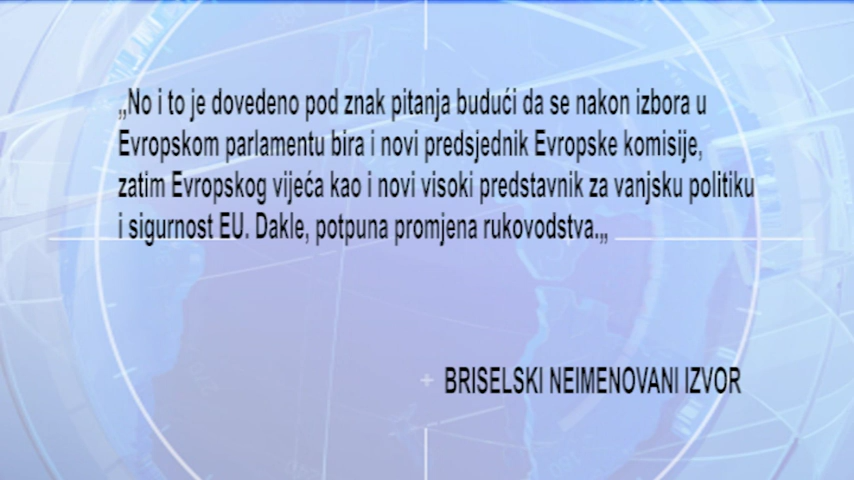 „No i to je dovedeno pod znak pitanja budući da se nakon izbora u
Evropskom parlamentu bira i novi predsjednik Evropske komisije,
zatim Evropskog vijeća kao i novi visoki predstavnik za vanjsku politiku
i sigurnost EU. Dakle, potpuna promjena rukovodstva.„
BRISELSKI NEIMENOVANI IZVOR